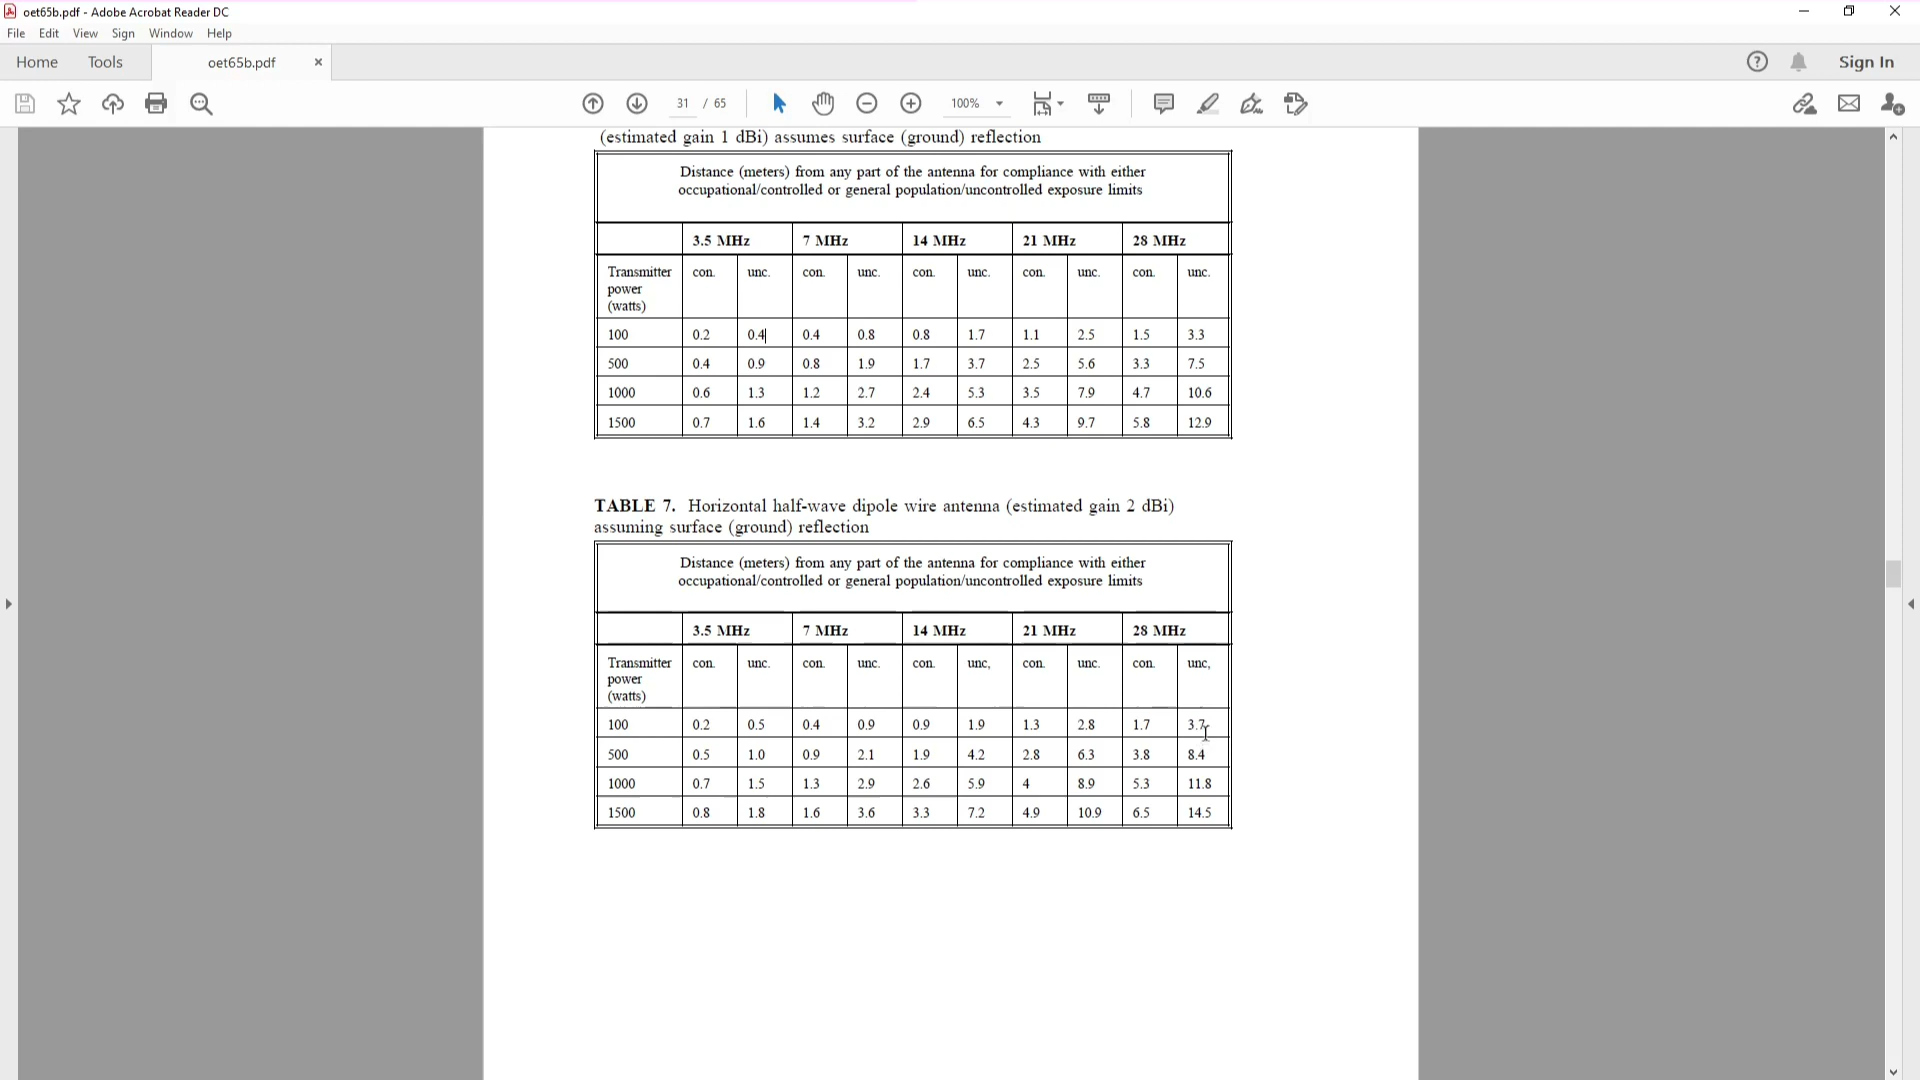 oet65b.pdf - Adobe Acrobat Reader DC
File Edit View Sign Window Help
Home Tools oet65b.pdf Sign In
31 / 65 100%
(estimated gain 1 dBi) assumes surface (ground) reflection
Distance (meters) from any part of the antenna for compliance with either
occupational/controlled or general population/uncontrolled exposure limits
3.5 MHz 7 MHz 14 MHz 21 MHz 28 MHz
Transmitter con. unc. con. unc. con. unc. con. unc. con. unc.
power
(watts)
100 0.2 0.4 0.4 0.8 0.8 1.7 1.1 2.5 1.5 3.3
500 0.4 0.9 0.8 1.9 1.7 3.7 2.5 5.6 3.3 7.5
1000 0.6 1.3 1.2 2.7 2.4 5.3 3.5 7.9 4.7 10.6
1500 0.7 1.6 1.4 3.2 2.9 6.5 4.3 9.7 5.8 12.9
TABLE 7. Horizontal half-wave dipole wire antenna (estimated gain 2 dBi)
assuming surface (ground) reflection
Distance (meters) from any part of the antenna for compliance with either
occupational/controlled or general population/uncontrolled exposure limits
3.5 MHz 7 MHz 14 MHz 21 MHz 28 MHz
Transmitter con. unc. con. unc. con. unc, con. unc. con. unc,
power
(watts)
100 0.2 0.5 0.4 0.9 0.9 1.9 1.3 2.8 1.7 3.7
500 0.5 1.0 0.9 2.1 1.9 4.2 2.8 6.3 3.8 8.4
1000 0.7 1.5 1.3 2.9 2.6 5.9 4 8.9 5.3 11.8
1500 0.8 1.8 1.6 3.6 3.3 7.2 4.9 10.9 6.5 14.5